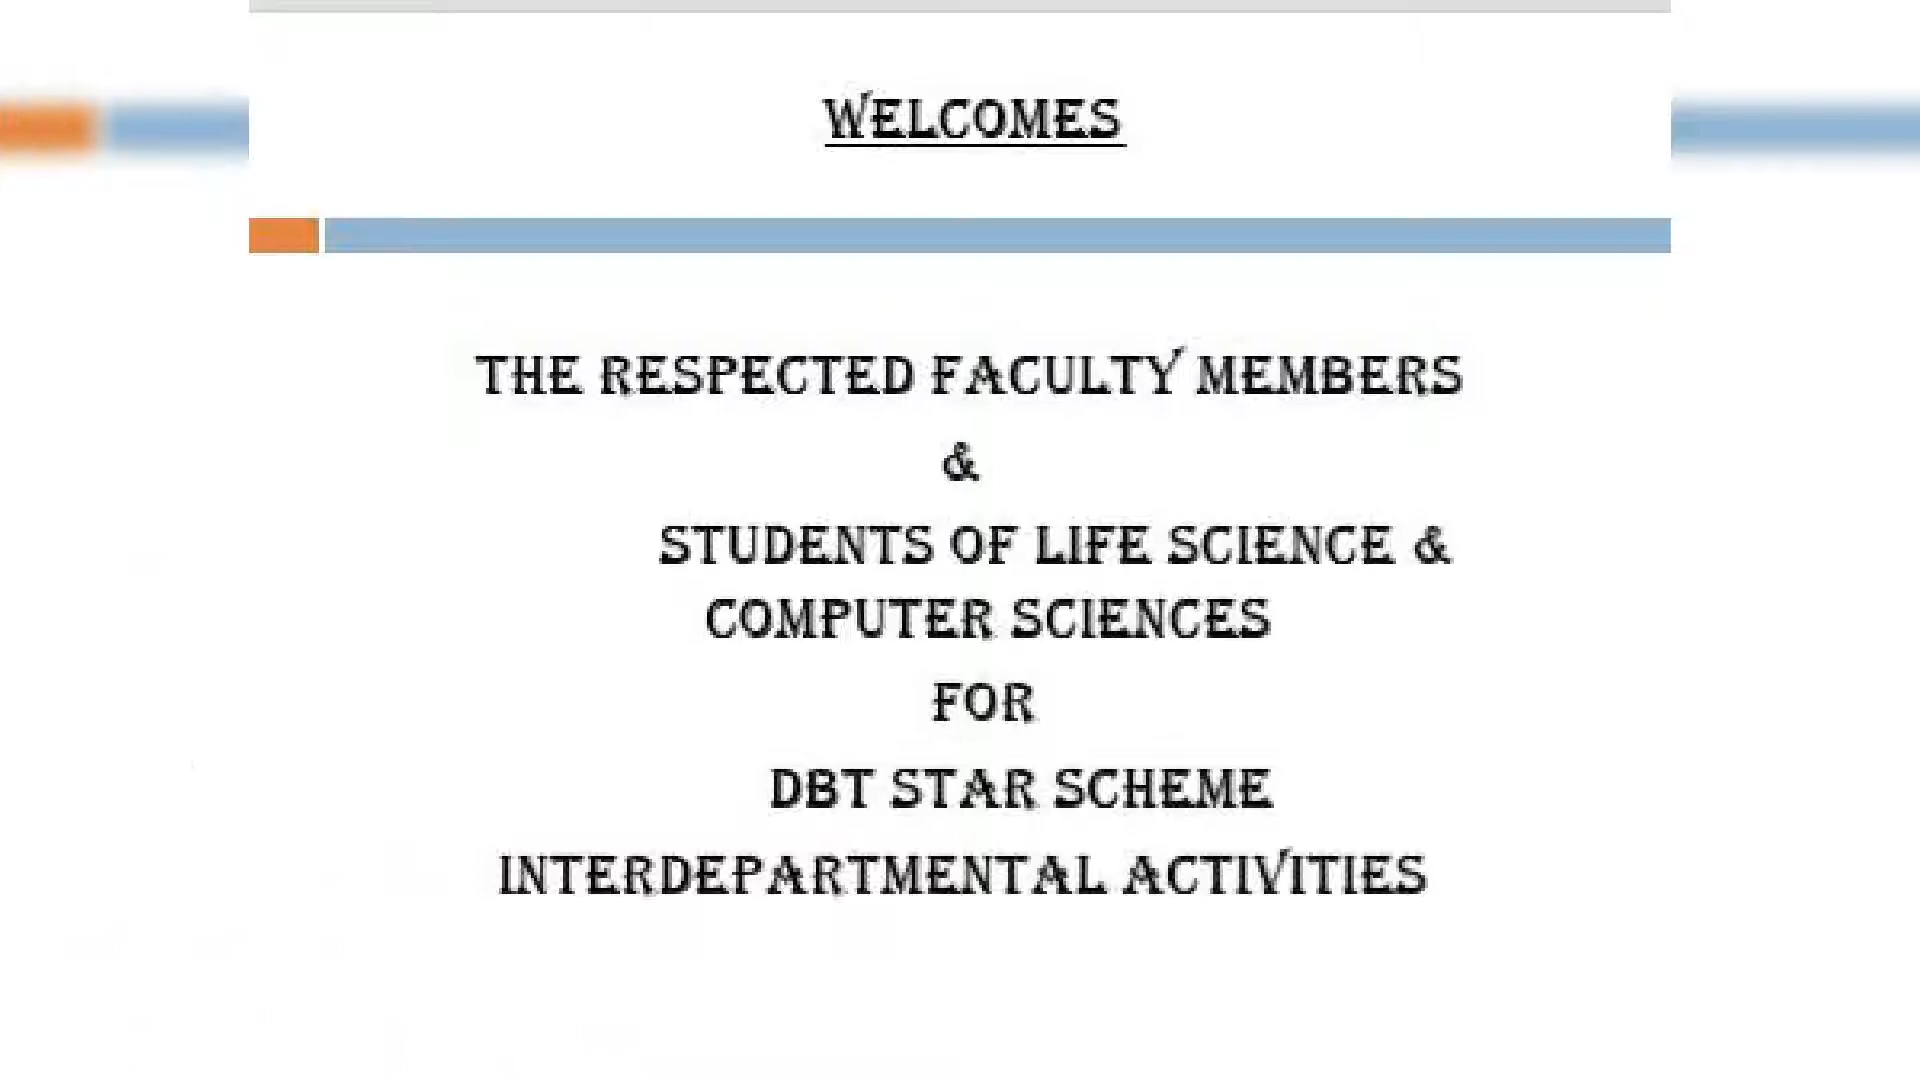 WELCOMES
THE RESPECTED FACULTY MEMBERS
&
STUDENTS OF LIFE SCIENCE &
COMPUTER SCIENCES
FOR
DBT STAR SCHEME
INTERDEPARTMENTAL ACTIVITIES